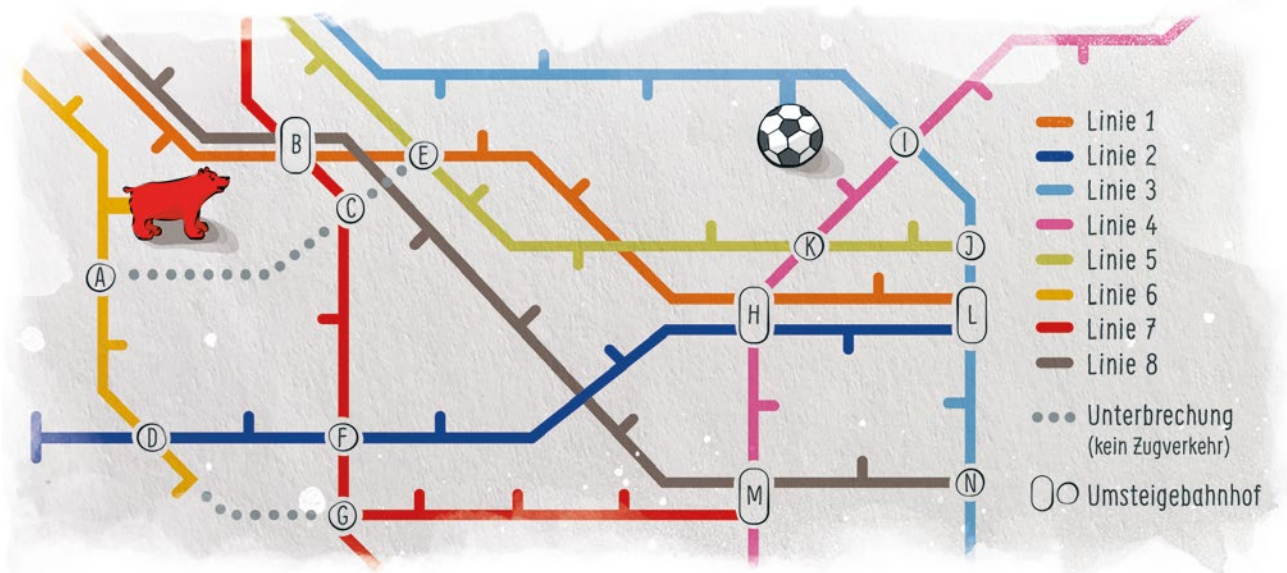 B
E
I
C
A
K
J
H
L
D
F
M
N
G
Linie 1
Linie 2
Linie 3
Linie 4
Linie 5
Linie 6
Linie 7
Linie 8
Unterbrechung
(kein Zugverkehr)
Umsteigebahnhof